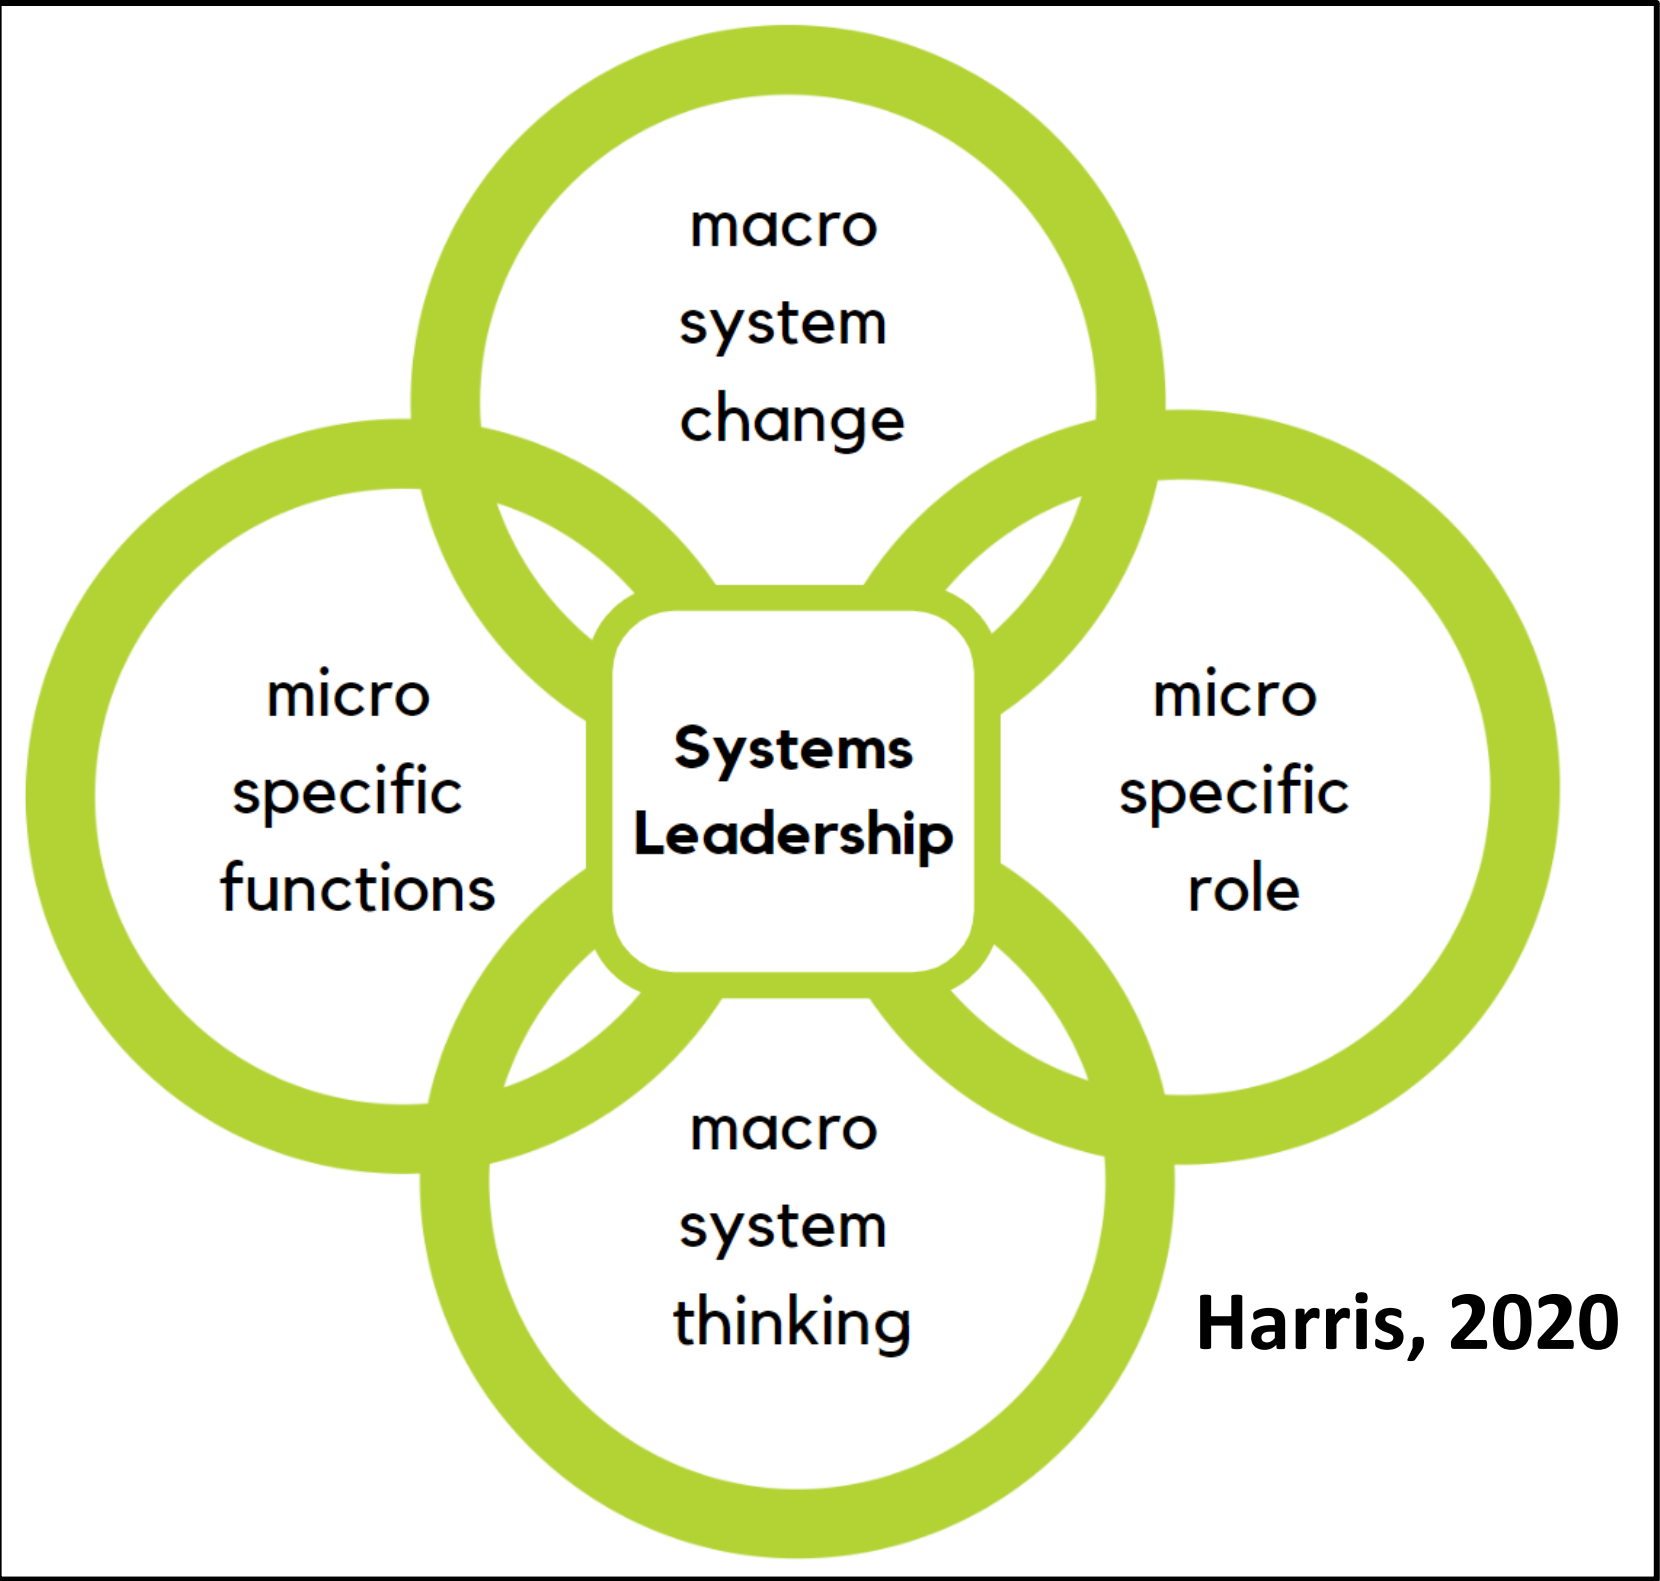 macro
system
change
micro
specific
functions
Systems
Leadership
micro
specific
role
macro
system
thinking
Harris, 2020